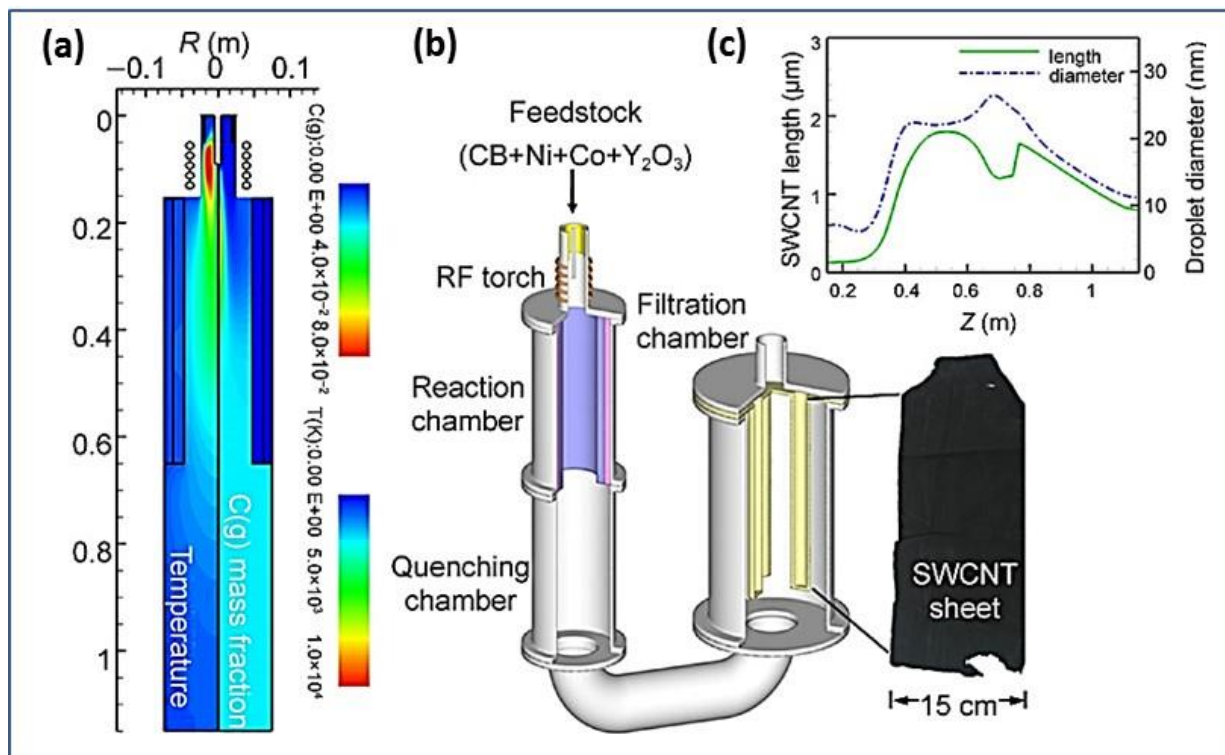 (a)
R (m)
−0.1 0 0.1
0
0.2
0.4
0.6
0.8
1
C(g):0.00 E+00 4.0×10⁻² 8.0×10⁻²
T(K):0.00 E+00 5.0×10³ 1.0×10⁴
Temperature
C(g) mass fraction
(b)
Feedstock
(CB+Ni+Co+Y₂O₃)
RF torch
Reaction
chamber
Quenching
chamber
Filtration
chamber
(c)
length
diameter
SWCNT length (µm)
3
2
1
0
Droplet diameter (nm)
30
20
10
0
0.2 0.4 0.6 0.8 1
Z (m)
SWCNT
sheet
15 cm